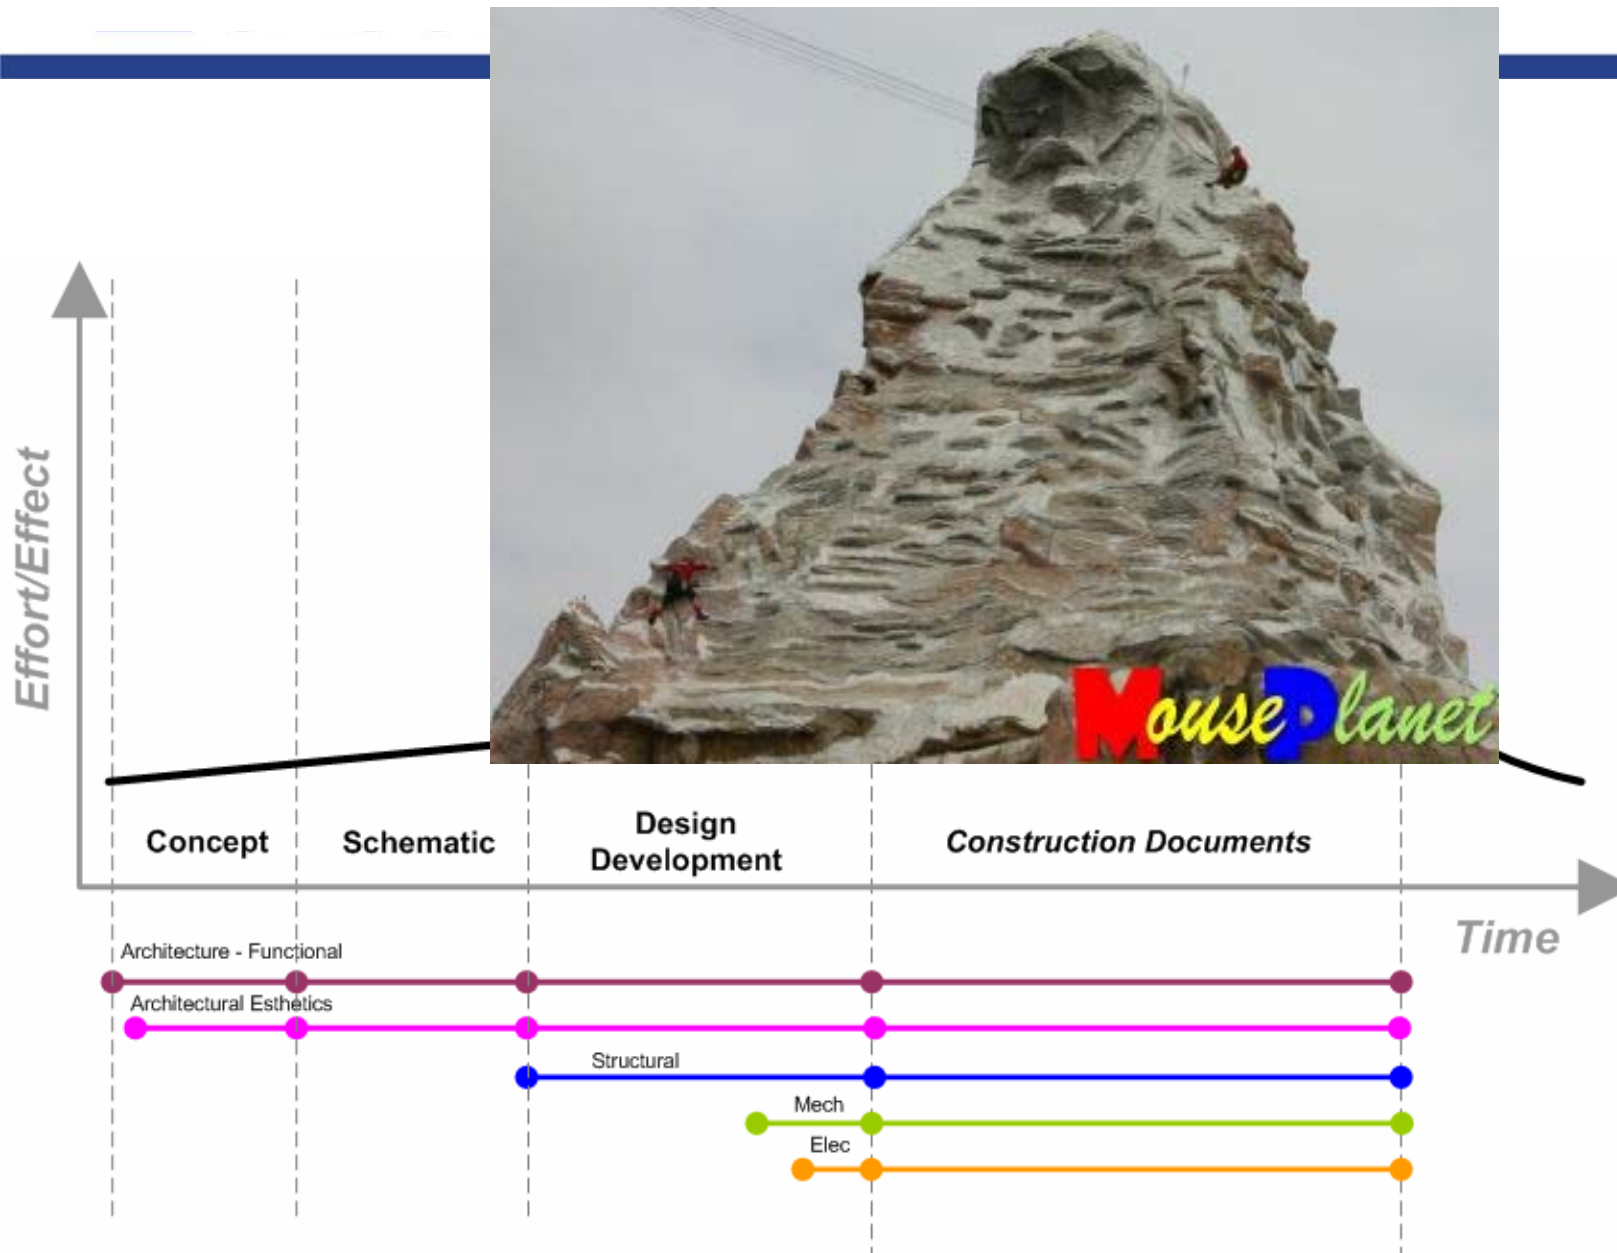 MousePlanet
Effort/Effect
Concept
Schematic
Design
Development
Construction Documents
Time
Architecture - Functional
Architectural Esthetics
Structural
Mech
Elec